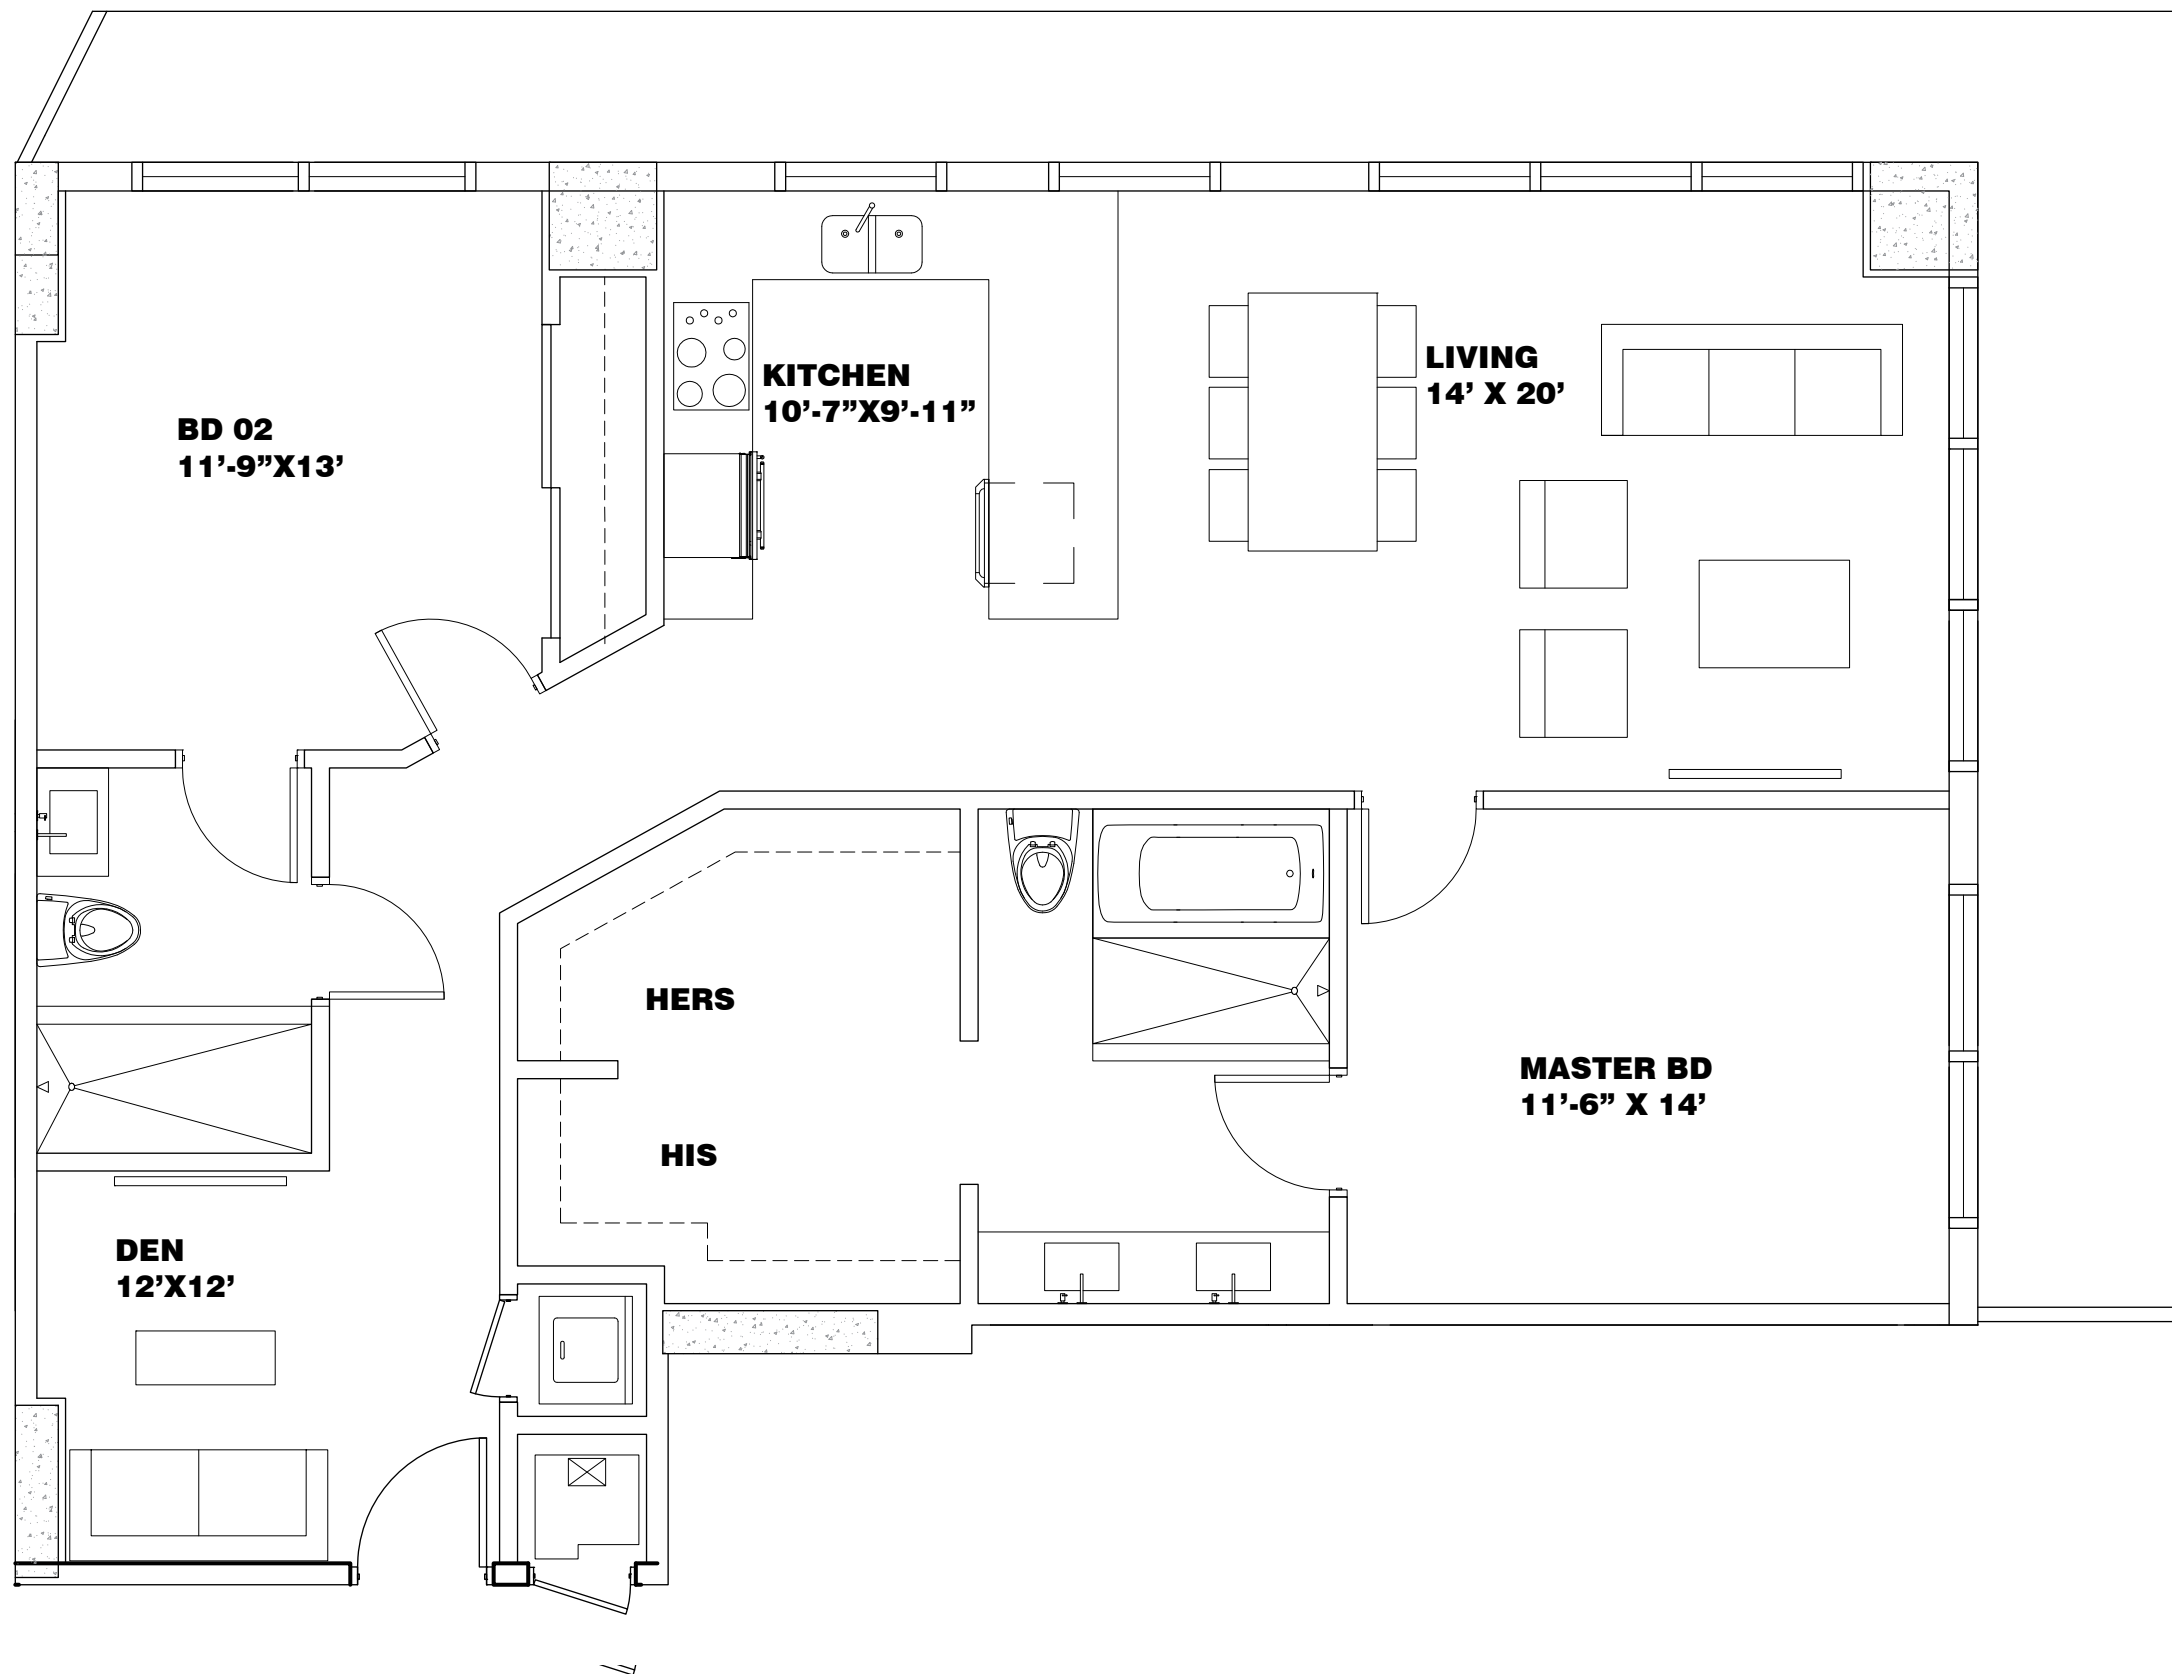 KITCHEN
10’-7”X9’-11”
LIVING
14’ X 20’
BD 02
11’-9”X13’
HERS
HIS
MASTER BD
11’-6” X 14’
DEN
12’X12’